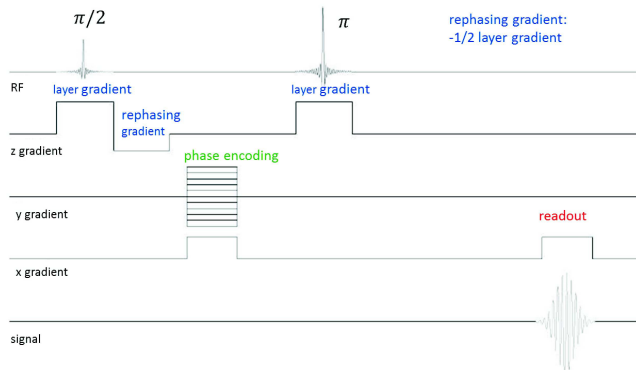 π/2
π
rephasing gradient:
-1/2 layer gradient
RF
layer gradient
layer gradient
rephasing
gradient
z gradient
phase encoding
y gradient
readout
x gradient
signal